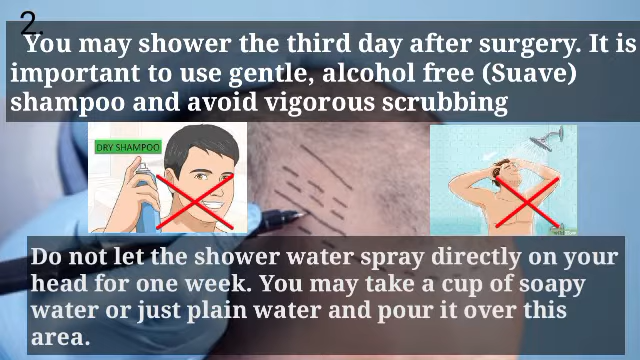 2.
You may shower the third day after surgery. It is
important to use gentle, alcohol free (Suave)
shampoo and avoid vigorous scrubbing
DRY SHAMPOO
Do not let the shower water spray directly on your
head for one week. You may take a cup of soapy
water or just plain water and pour it over this
area.